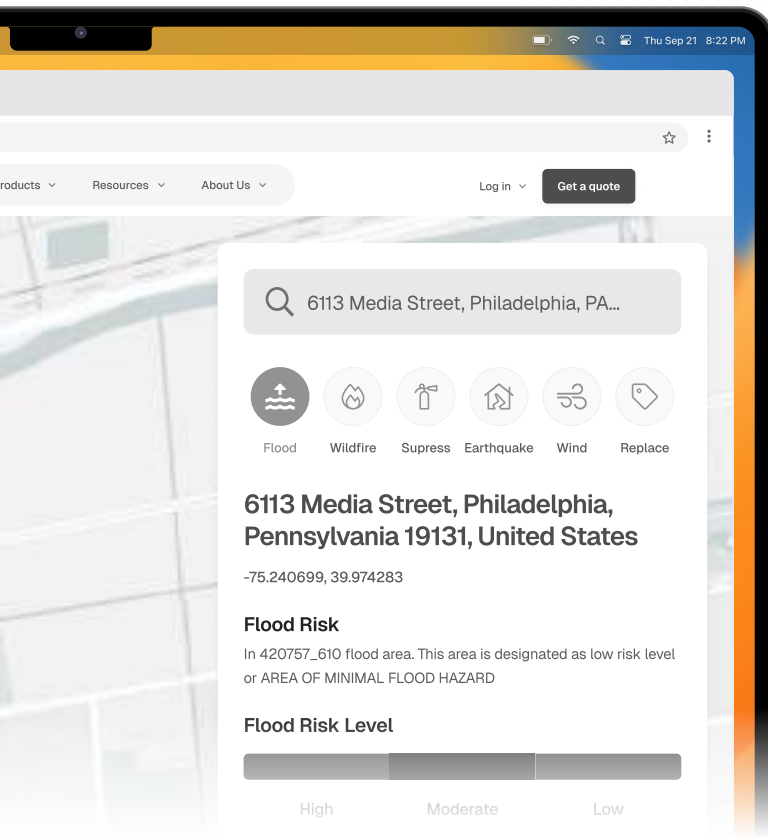 Thu Sep 21 8:22 PM
roducts Resources About Us Log in Get a quote
6113 Media Street, Philadelphia, PA...
Flood Wildfire Supress Earthquake Wind Replace
6113 Media Street, Philadelphia,
Pennsylvania 19131, United States
-75.240699, 39.974283
Flood Risk
In 420757_610 flood area. This area is designated as low risk level
or AREA OF MINIMAL FLOOD HAZARD
Flood Risk Level
High Moderate Low